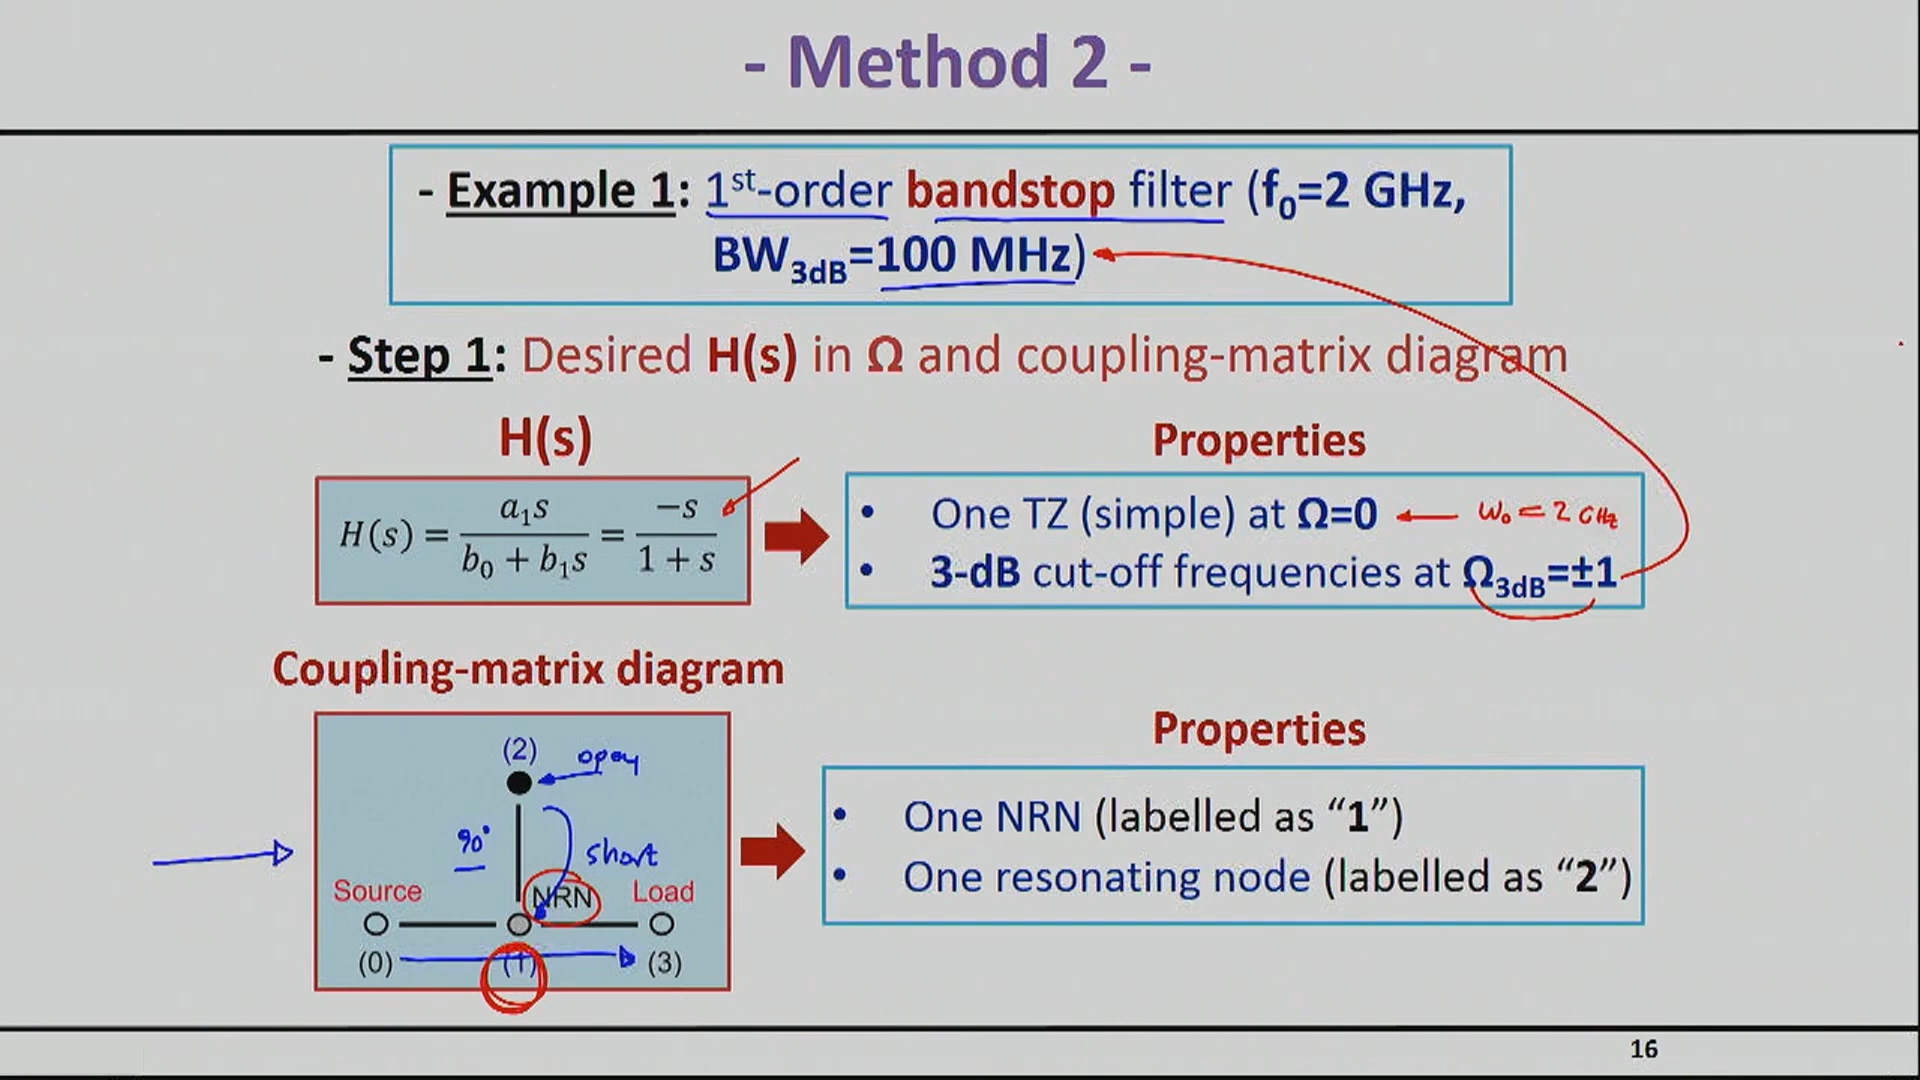 - Method 2 -
- Example 1: 1st-order bandstop filter (f0=2 GHz,
BW3dB=100 MHz)
- Step 1: Desired H(s) in Ω and coupling-matrix diagram
H(s)
H(s) = a₁s / (b₀ + b₁s) = −s / (1 + s)
Properties
• One TZ (simple) at Ω=0 ω₀ = 2 GHz
• 3-dB cut-off frequencies at Ω3dB=±1
Coupling-matrix diagram
(2) open
90°
short
Source NRN Load
(0) (1) (3)
Properties
• One NRN (labelled as “1”)
• One resonating node (labelled as “2”)
16